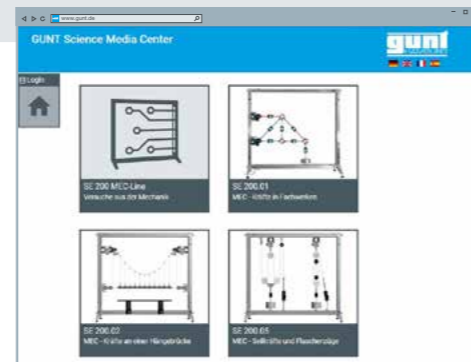 www.gunt.de
GUNT Science Media Center
gunt
Login
SE 200 MEC-Line
Versuche aus der Mechanik
SE 200.01
MEC - Kräfte in Fachwerken
SE 200.02
MEC - Kräfte an einer Hängebrücke
SE 200.05
MEC - Seilkräfte und Flaschenzüge